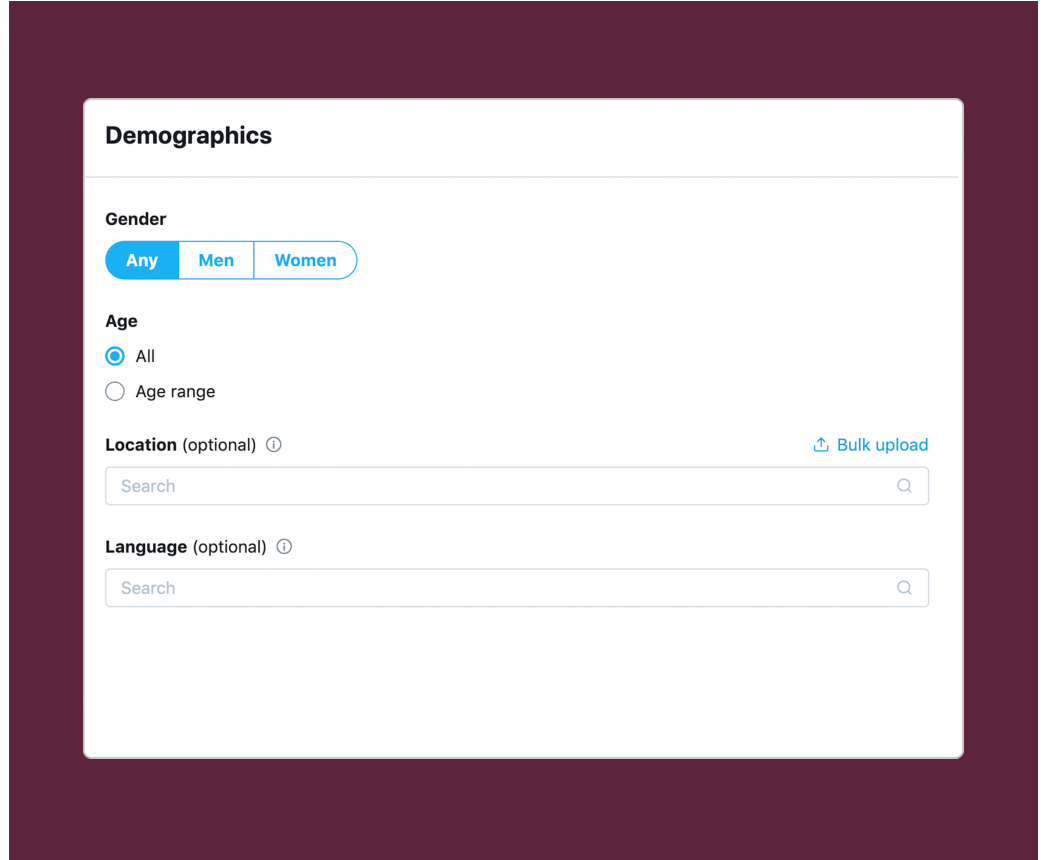 Demographics
Gender
Any Men Women
Age
All
Age range
Location (optional) Bulk upload
Search
Language (optional)
Search